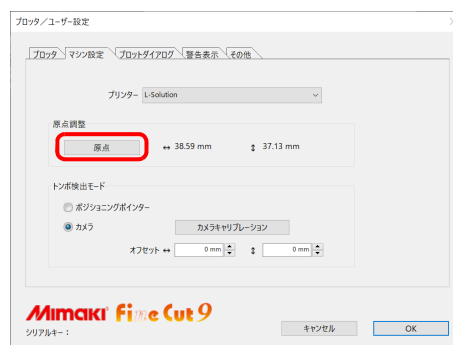 プロッタ／ユーザー設定
プロッタ マシン設定 プロットダイアログ 警告表示 その他
プリンター L-Solution
原点調整
原点 ↔ 38.59 mm ↕ 37.13 mm
トンボ検出モード
ポジショニングポインター
カメラ カメラキャリブレーション
オフセット ↔ 0 mm ↕ 0 mm
Mimaki Fine Cut 9
シリアルキー：
キャンセル OK